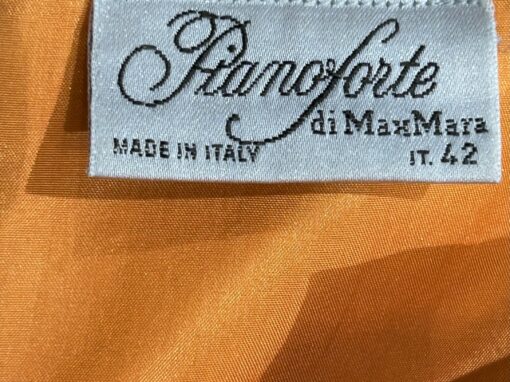 Pianoforte
di MaxMara
MADE IN ITALY
IT. 42